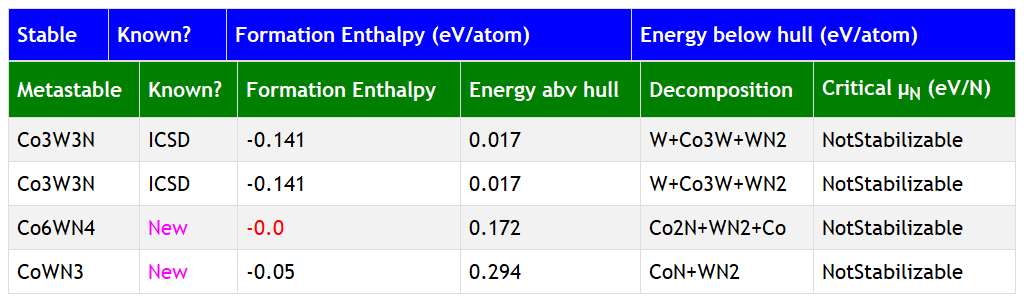 Stable Known? Formation Enthalpy (eV/atom) Energy below hull (eV/atom)
Metastable Known? Formation Enthalpy Energy abv hull Decomposition Critical μN (eV/N)
Co3W3N ICSD -0.141 0.017 W+Co3W+WN2 NotStabilizable
Co3W3N ICSD -0.141 0.017 W+Co3W+WN2 NotStabilizable
Co6WN4 New -0.0 0.172 Co2N+WN2+Co NotStabilizable
CoWN3 New -0.05 0.294 CoN+WN2 NotStabilizable